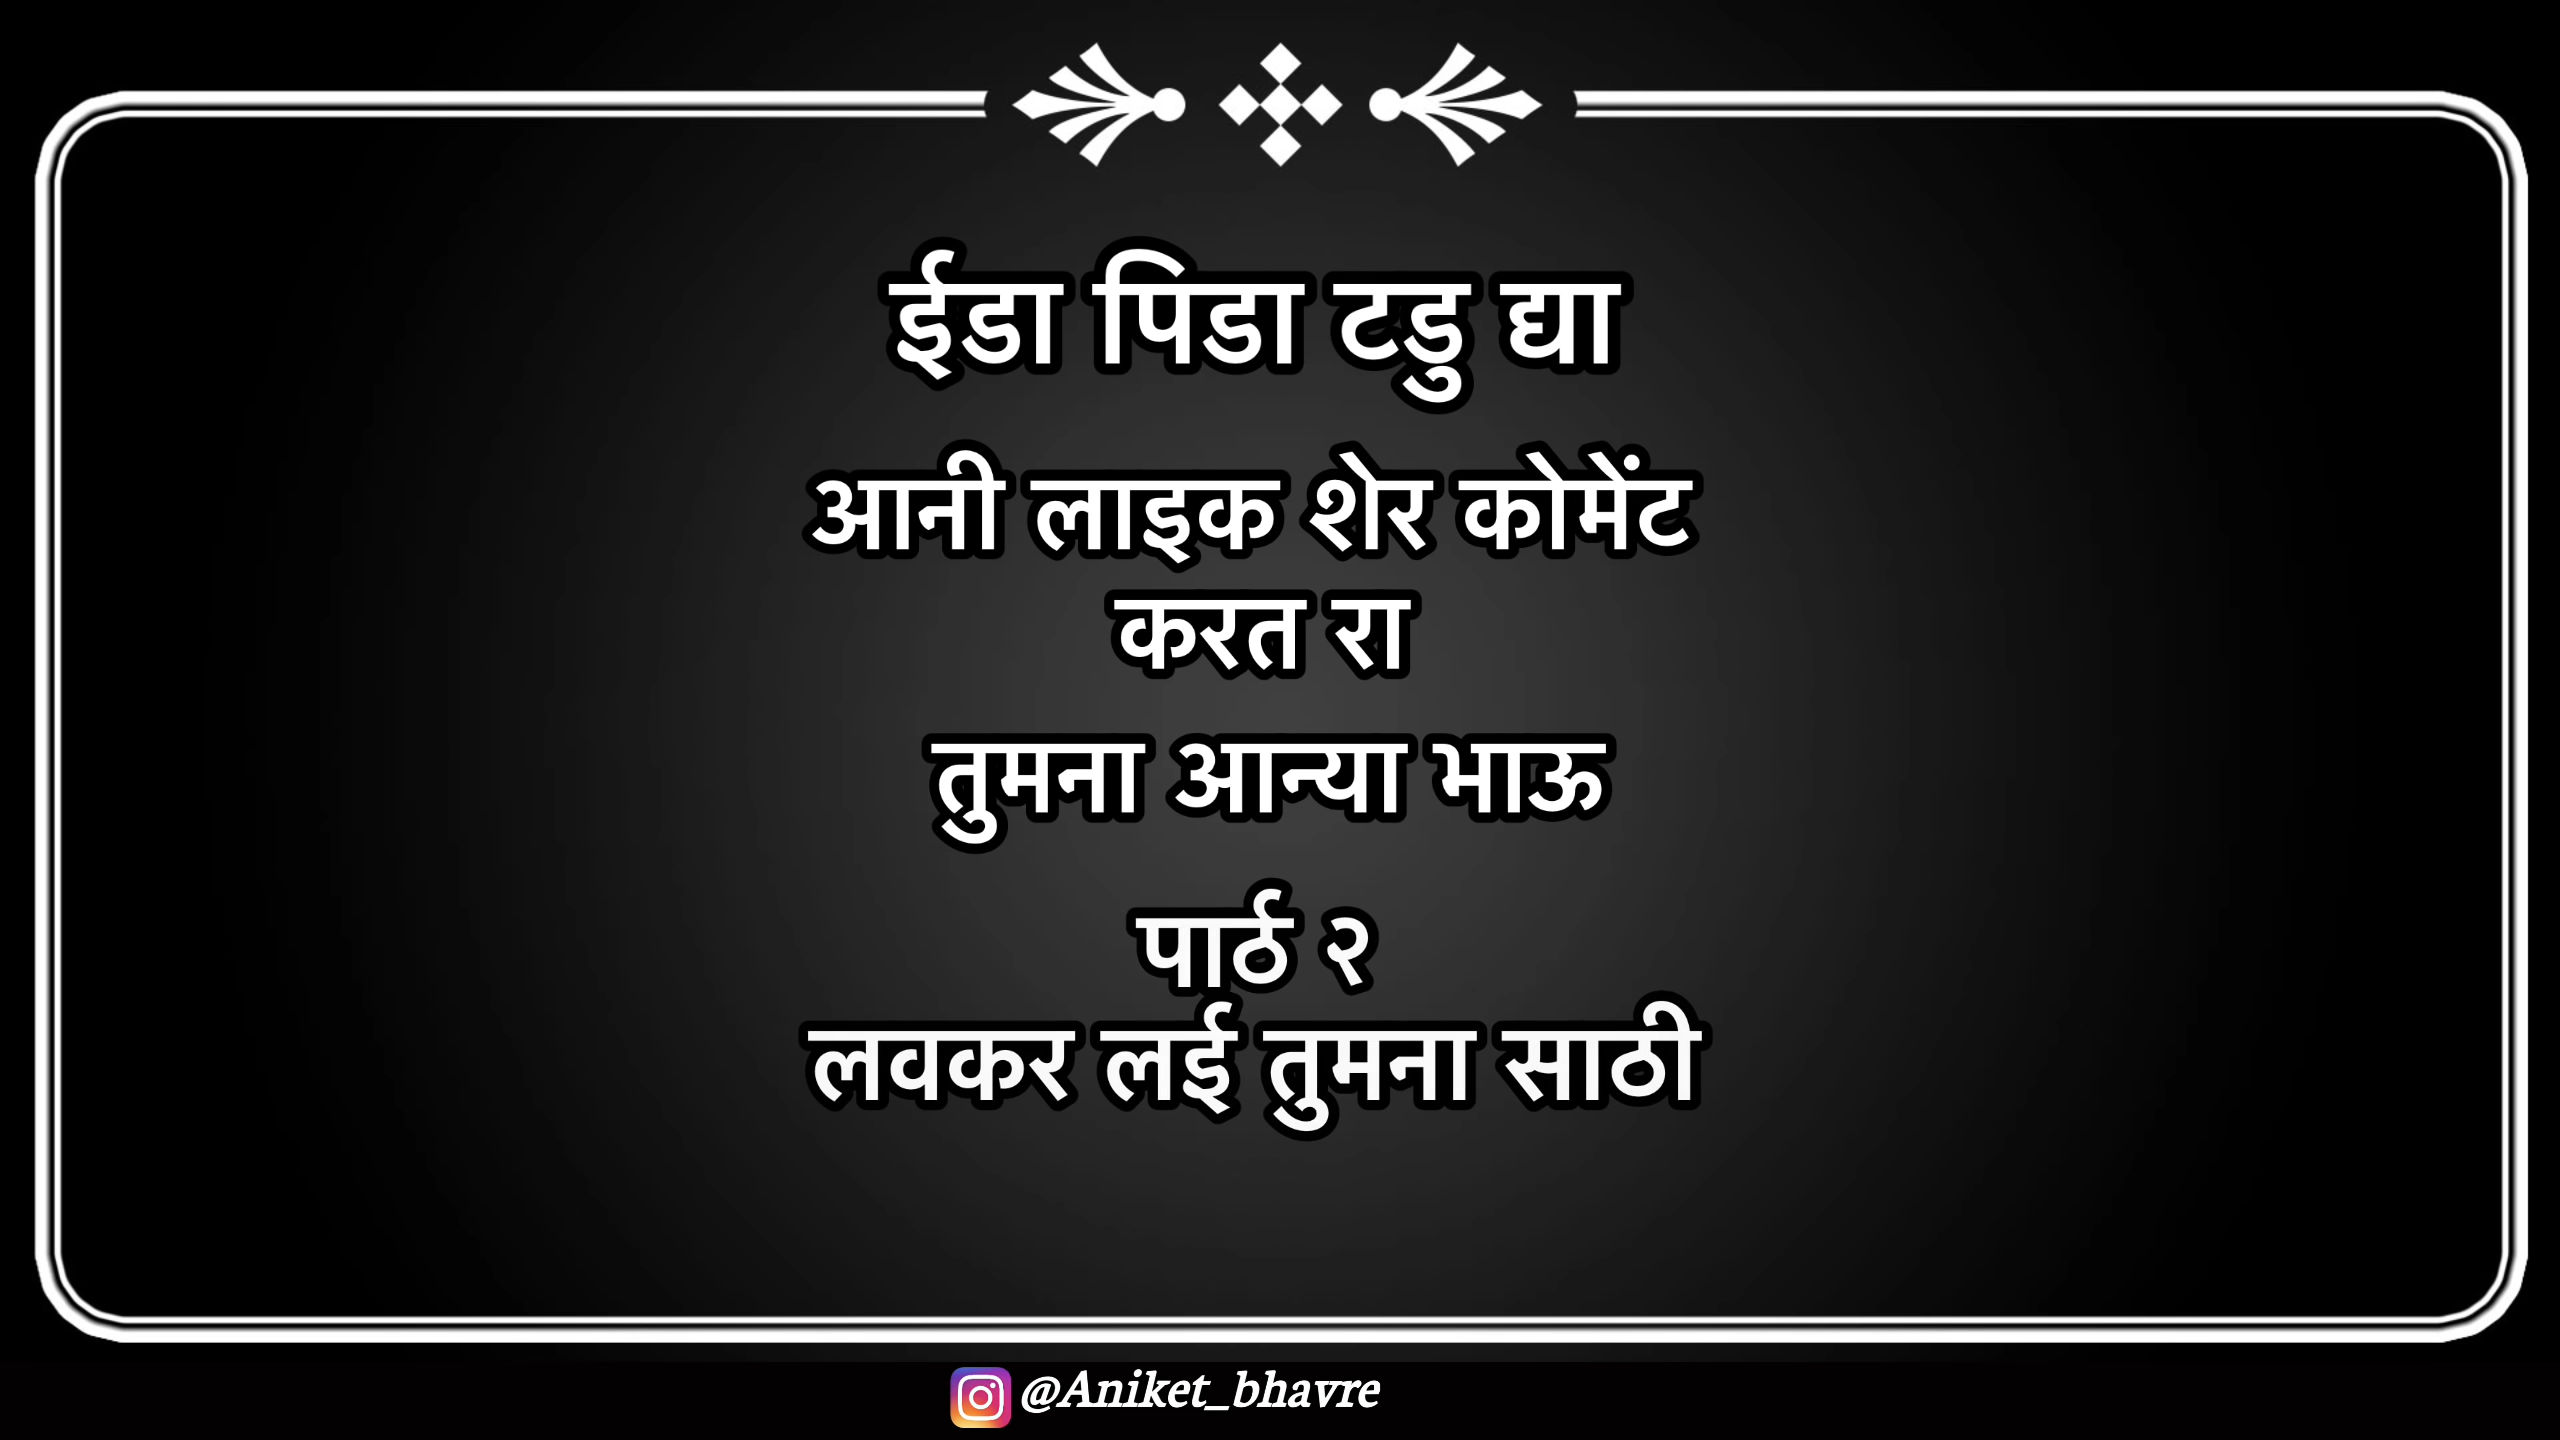 ईडा पिडा टडु द्या
आनी लाइक शेर कोमेंट
करत रा
तुमना आन्या भाऊ
पार्ठ २
लवकर लई तुमना साठी
@Aniket_bhavre